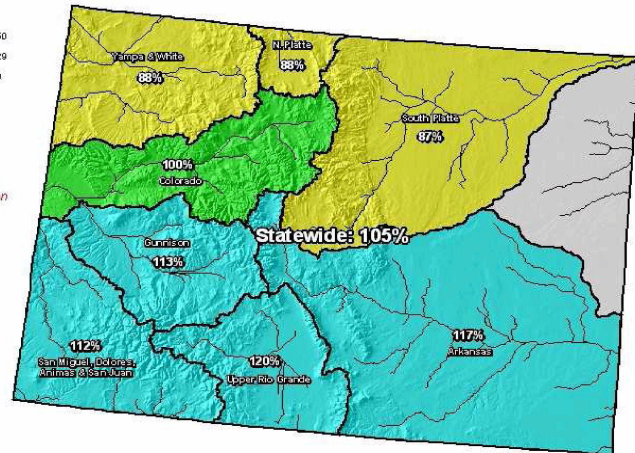 Yampa & White
88%
N. Platte
88%
South Platte
87%
100%
Colorado
Statewide: 105%
Gunnison
113%
112%
San Miguel, Dolores,
Animas & San Juan
120%
Upper Rio Grande
117%
Arkansas